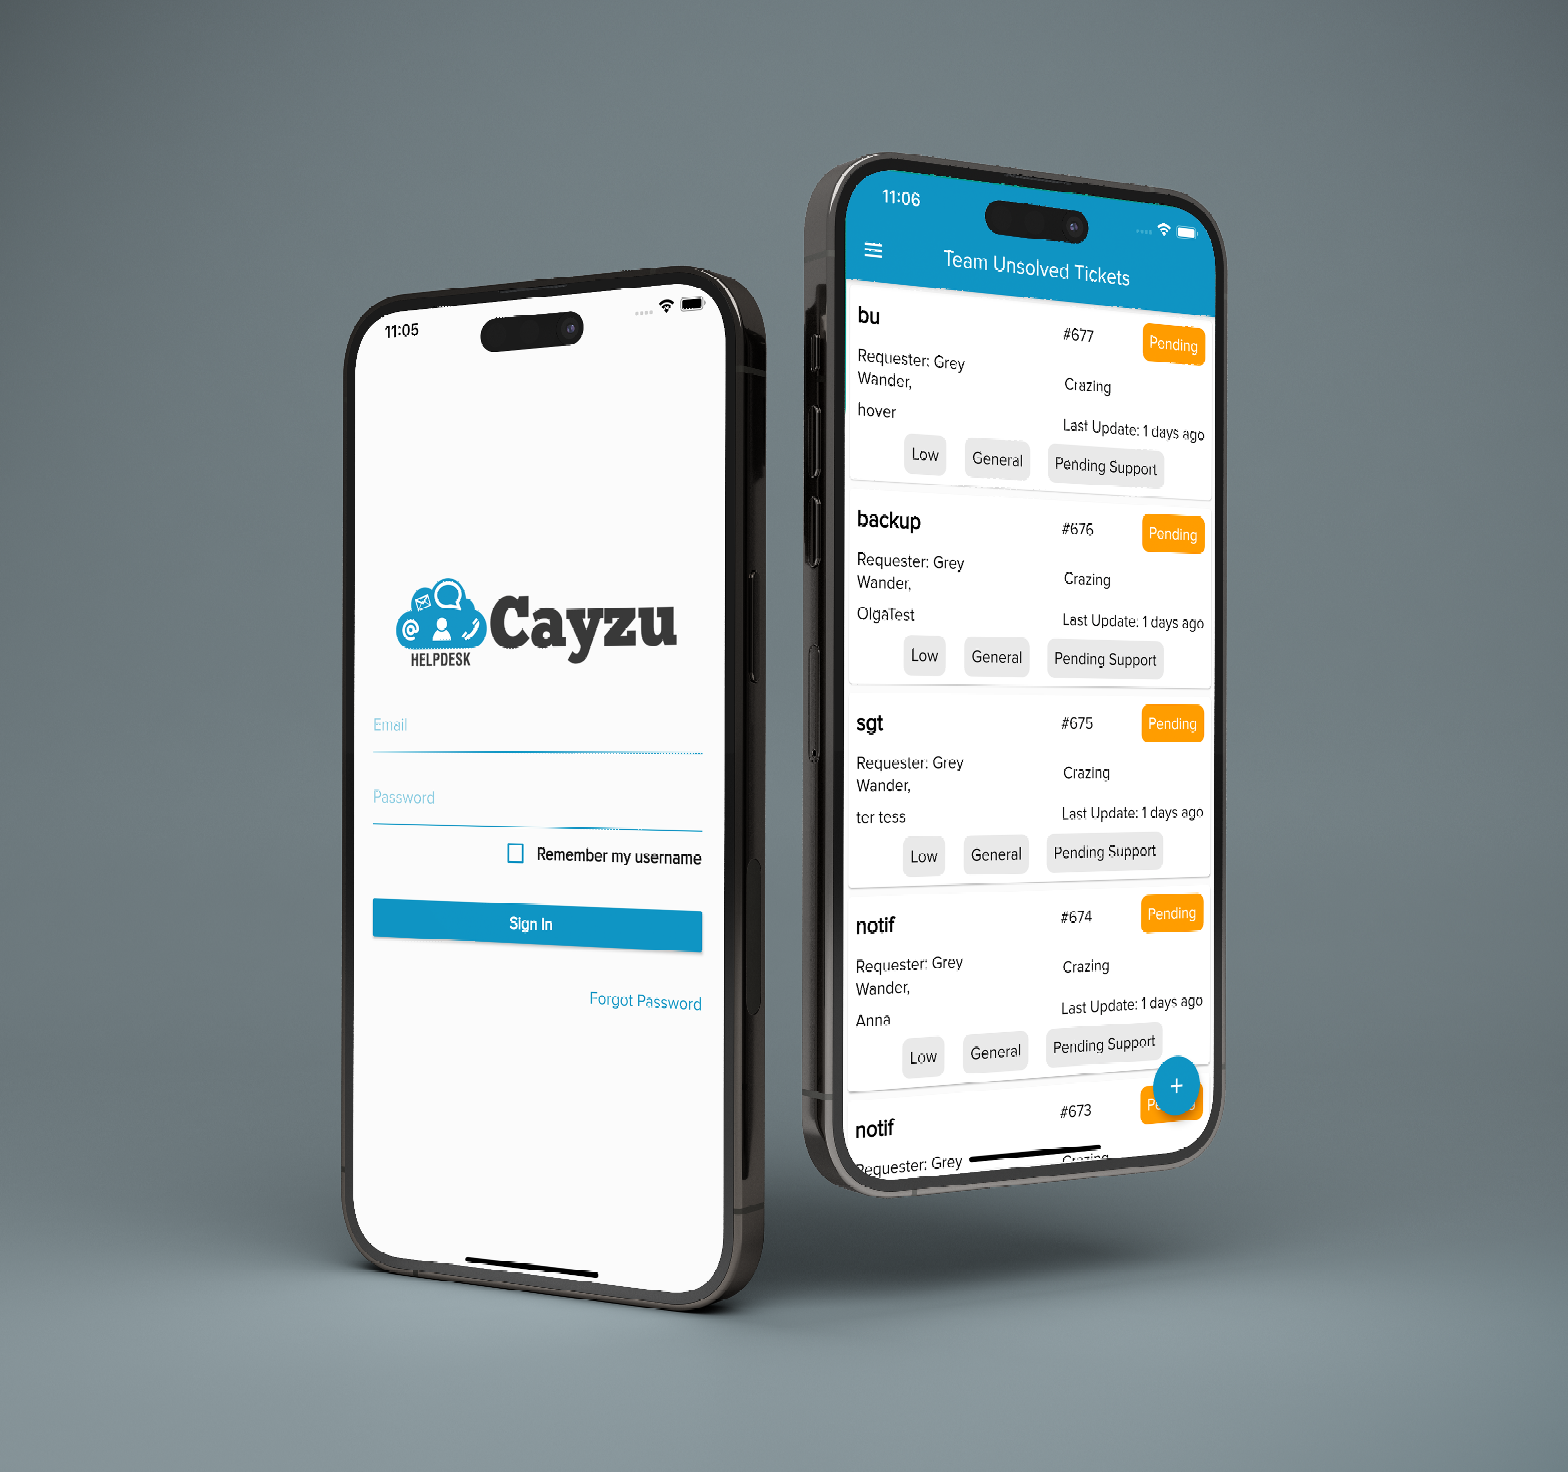 11:05
Cayzu
HELPDESK
Email
Password
Remember my username
Sign In
Forgot Password
11:06
Team Unsolved Tickets
bu
#677
Pending
Requester: Grey
Wander,
Crazing
hover
Last Update: 1 days ago
Low
General
Pending Support
backup
#676
Pending
Requester: Grey
Wander,
Crazing
OlgaTest
Last Update: 1 days ago
Low
General
Pending Support
sgt
#675
Pending
Requester: Grey
Wander,
Crazing
ter tess
Last Update: 1 days ago
Low
General
Pending Support
notif
#674
Pending
Requester: Grey
Wander,
Crazing
Anna
Last Update: 1 days ago
Low
General
Pending Support
+
notif
#673
Requester: Grey
Crazing